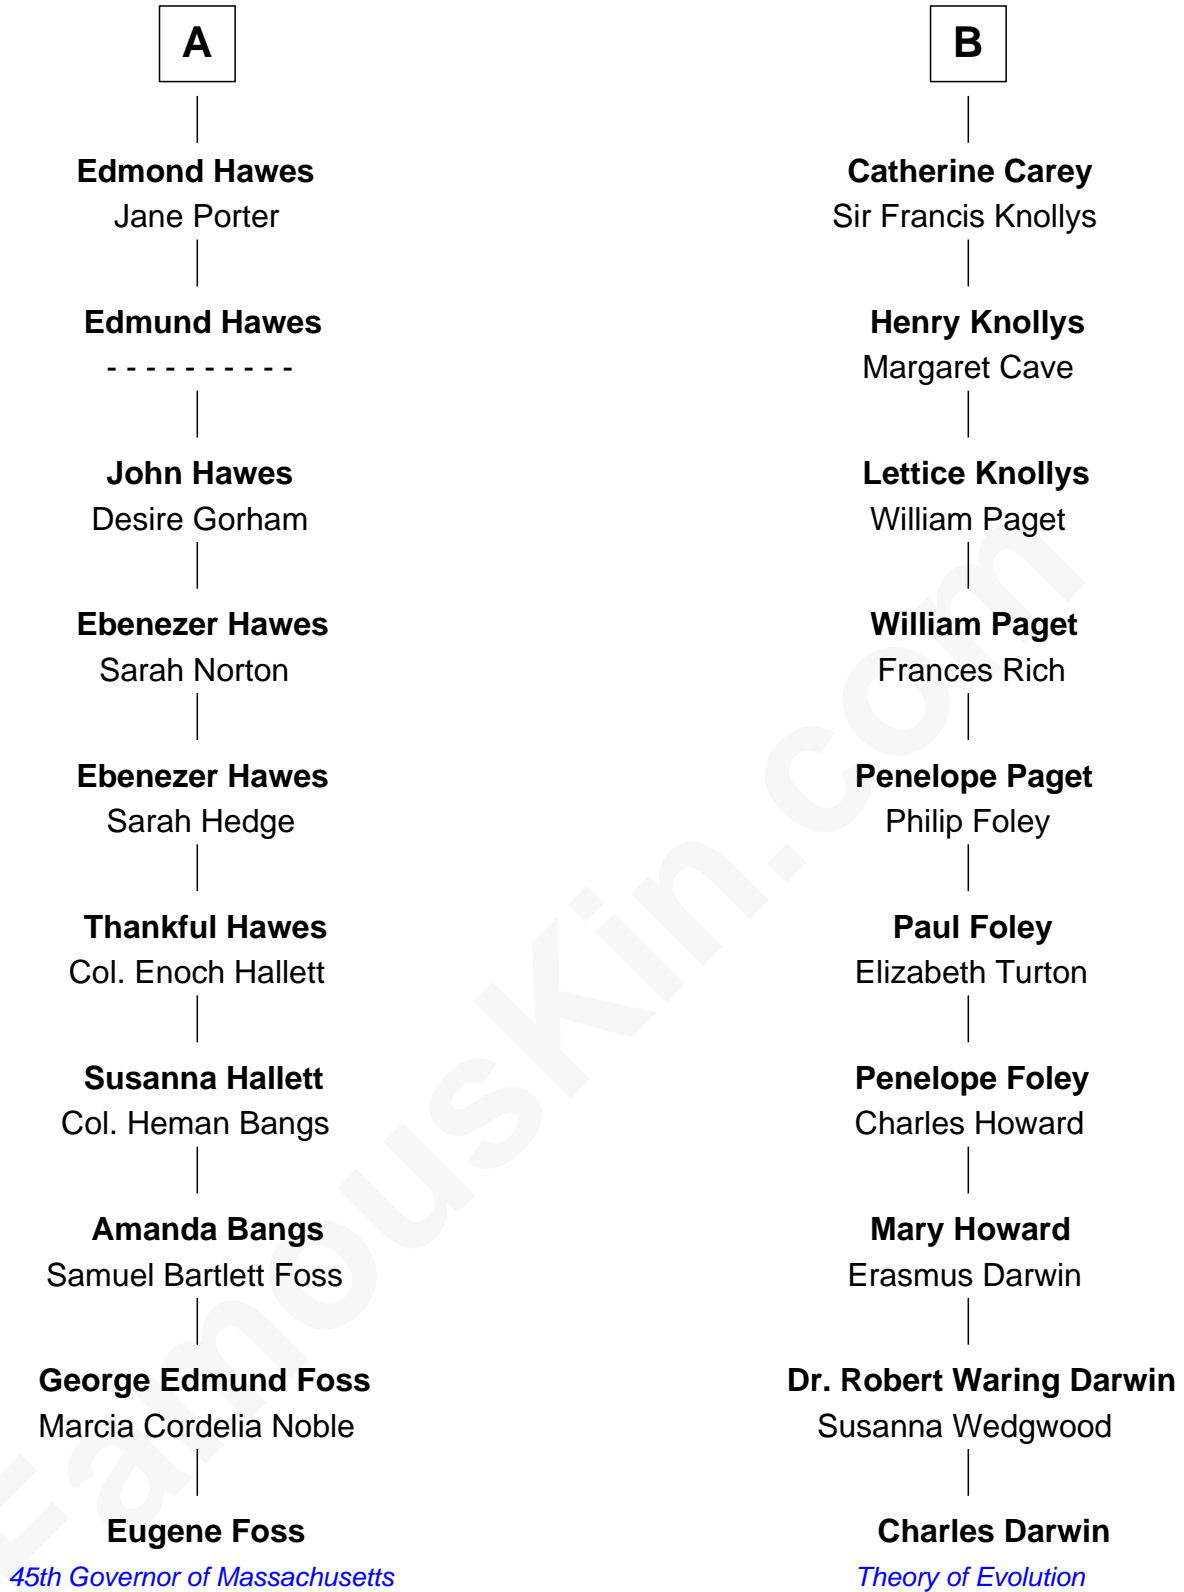 A
Edmond Hawes
Jane Porter
Edmund Hawes
- - - - - - - - - -
John Hawes
Desire Gorham
Ebenezer Hawes
Sarah Norton
Ebenezer Hawes
Sarah Hedge
Thankful Hawes
Col. Enoch Hallett
Susanna Hallett
Col. Heman Bangs
Amanda Bangs
Samuel Bartlett Foss
George Edmund Foss
Marcia Cordelia Noble
Eugene Foss
45th Governor of Massachusetts
B
Catherine Carey
Sir Francis Knollys
Henry Knollys
Margaret Cave
Lettice Knollys
William Paget
William Paget
Frances Rich
Penelope Paget
Philip Foley
Paul Foley
Elizabeth Turton
Penelope Foley
Charles Howard
Mary Howard
Erasmus Darwin
Dr. Robert Waring Darwin
Susanna Wedgwood
Charles Darwin
Theory of Evolution
FamousKin.com